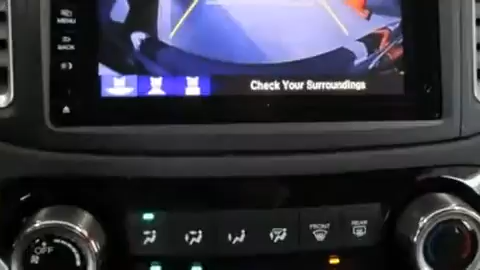 MENU
BACK
Check Your Surroundings
OFF
FRONT
REAR